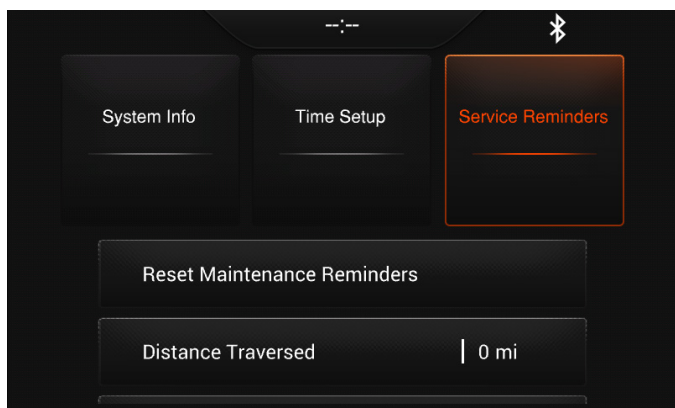 --:--
System Info
Time Setup
Service Reminders
Reset Maintenance Reminders
Distance Traversed 0 mi